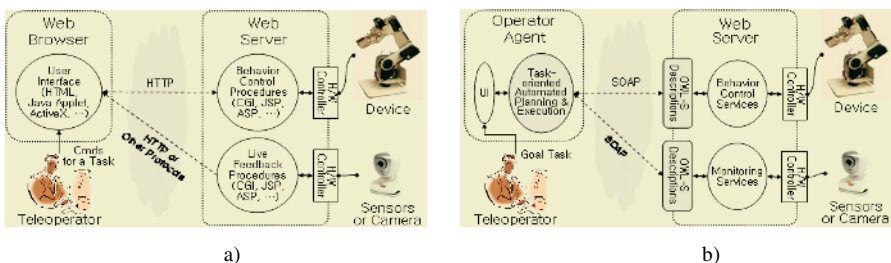 Web
Browser
User
Interface
(HTML,
Java Applet,
ActiveX, ...)
Cmds
for a Task
Teleoperator
HTTP
HTTP or
Other Protocols
Web
Server
Behavior
Control
Procedures
(CGI, JSP,
ASP, ...)
Live
Feedback
Procedures
(CGI, JSP,
ASP, ...)
H/W
Controller
H/W
Controller
Device
Sensors
or Camera
a)
Operator
Agent
UI
Task-
oriented
Automated
Planning &
Execution
Goal Task
Teleoperator
SOAP
SOAP
Web
Server
OWL-S
Descriptions
OWL-S
Descriptions
Behavior
Control
Services
Monitoring
Services
H/W
Controller
H/W
Controller
Device
Sensors
or Camera
b)